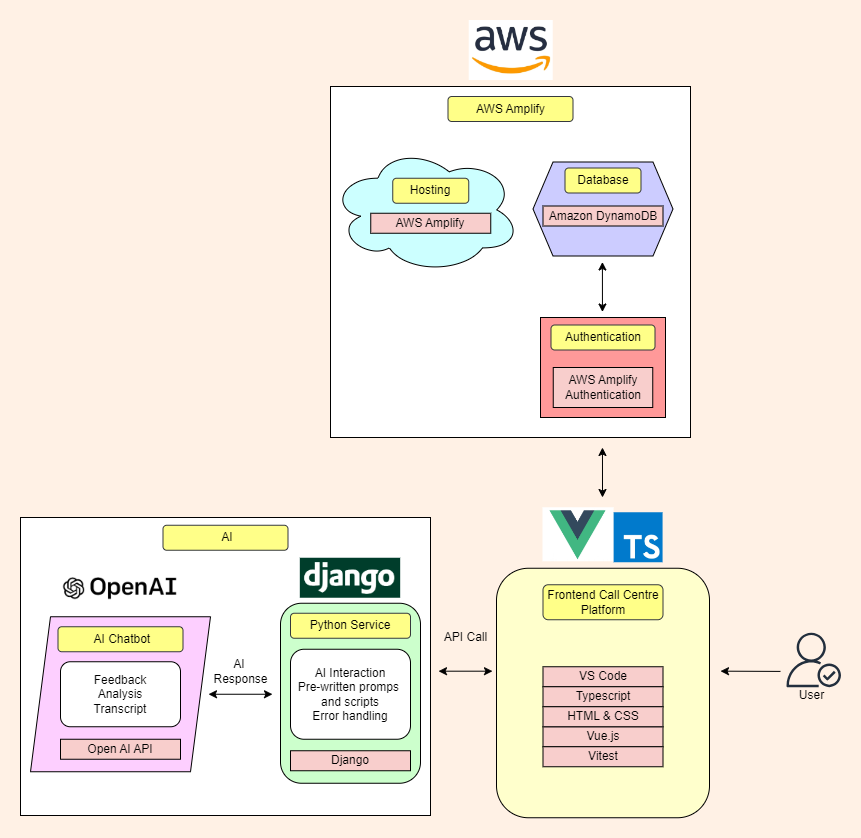 aws
AWS Amplify
Hosting
AWS Amplify
Database
Amazon DynamoDB
Authentication
AWS Amplify
Authentication
TS
Frontend Call Centre
Platform
VS Code
Typescript
HTML & CSS
Vue.js
Vitest
User
API Call
AI
django
Python Service
AI Interaction
Pre-written promps
and scripts
Error handling
Django
AI
Response
OpenAI
AI Chatbot
Feedback
Analysis
Transcript
Open AI API